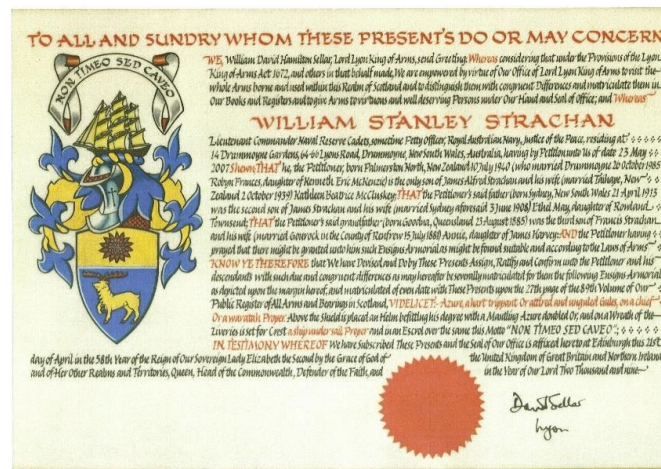 TO ALL AND SUNDRY WHOM THESE PRESENTS DO OR MAY CONCERN
NON TIMEO SED CAVEO
WE, William David Hamilton Sellar, Lord Lyon King of Arms, send Greeting: Whereas considering that under the Provisions of the Lyon
King of Arms Act 1672, and others in that behalf made, We are empowered by virtue of Our Office of Lord Lyon King of Arms to visit the
whole Arms borne and used within this Realm of Scotland and to distinguish them with congruent Differences and matriculate them in
Our Books and Registers and to give Arms to virtuous and well deserving Persons under Our Hand and Seal of Office; and Whereas
WILLIAM STANLEY STRACHAN
Lieutenant Commander Naval Reserve Cadets, sometime Petty Officer, Royal Australian Navy, Justice of the Peace, residing at
14 Drummoyne Gardens, 64-66 Lyons Road, Drummoyne, New South Wales, Australia, having by Petition unto Us of date 23 May
2007 Shewn; THAT he, the Petitioner, born Palmerston North, New Zealand 10 July 1940 (who married Drummoyne 26 October 1985
Robyn Frances, daughter of Kenneth Eric McKenzie) is the only son of James Alfred Strachan and his wife (married Taihape, New
Zealand 2 October 1939) Kathleen Beatrice McCluskey; THAT the Petitioner's said father (born Sydney, New South Wales 21 April 1913
was the second son of James Strachan and his wife (married Sydney aforesaid 3 June 1908) Ethel May, daughter of Rowland
Townsend; THAT the Petitioner's said grandfather (born Gooba, Queensland 23 August 1885) was the third son of Francis Strachan
and his wife (married Gourock in the County of Renfrew 15 July 1881) Annie, daughter of James Harvey; AND the Petitioner having
prayed that there might be granted unto him such Ensigns Armorial as might be found suitable and according to the Laws of Arms
KNOW YE THEREFORE that We have Devised and Do by These Presents Assign, Ratify and Confirm unto the Petitioner and his
descendants with such due and congruent differences as may hereafter be severally matriculated for them the following Ensigns Armorial
as depicted upon the margin hereof, and matriculated of even date with These Presents upon the 27th page of the 89th Volume of Our
Public Register of All Arms and Bearings in Scotland, VIDELICET:- Azure, a hart trippant Or attired and unguled Gules, on a chief
Or a waratah Proper. Above the Shield is placed an Helm befitting his degree with a Mantling Azure doubled Or, and on a Wreath of the
Liveries is set for Crest a ship under sail Proper and in an Escrol over the same this Motto "NON TIMEO SED CAVEO".
IN TESTIMONY WHEREOF We have Subscribed These Presents and the Seal of Our Office is affixed hereto at Edinburgh this 21st
day of April in the 58th Year of the Reign of Our Sovereign Lady Elizabeth the Second by the Grace of God of the United Kingdom of Great Britain and Northern Ireland
and of Her Other Realms and Territories, Queen, Head of the Commonwealth, Defender of the Faith, and in the Year of Our Lord Two Thousand and nine
David Sellar
Lyon